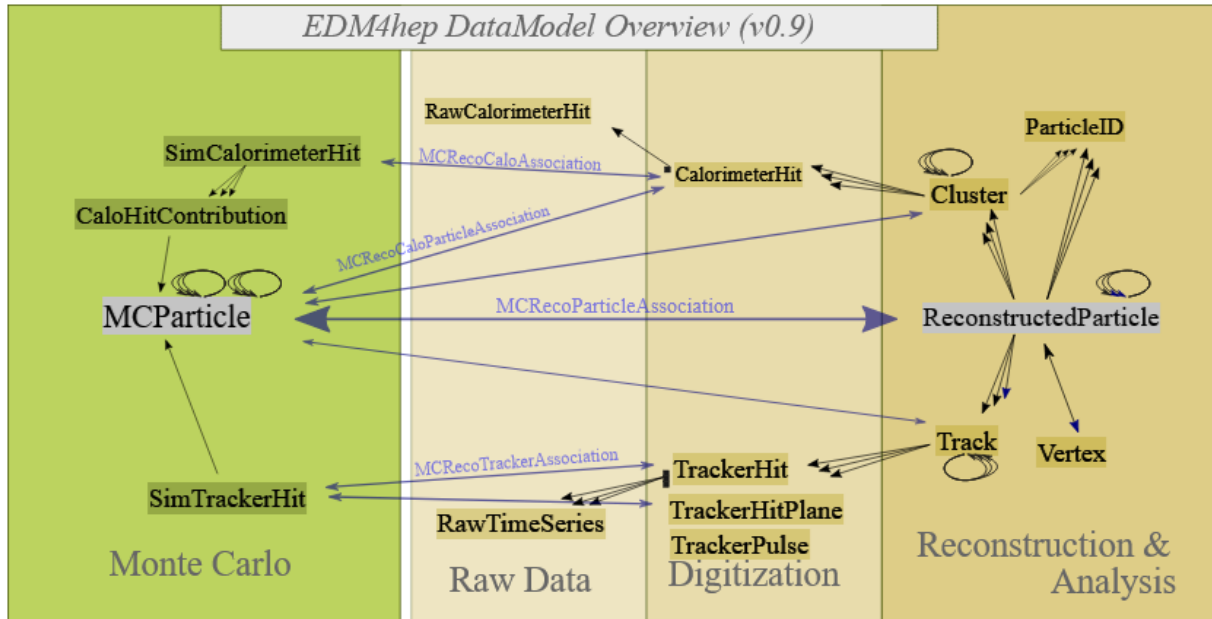 EDM4hep DataModel Overview (v0.9)
RawCalorimeterHit
ParticleID
SimCalorimeterHit
MCRecoCaloAssociation
CalorimeterHit
Cluster
CaloHitContribution
MCRecoCaloParticleAssociation
MCParticle
MCRecoParticleAssociation
ReconstructedParticle
Track
Vertex
MCRecoTrackerAssociation
TrackerHit
SimTrackerHit
TrackerHitPlane
RawTimeSeries
TrackerPulse
Monte Carlo
Raw Data
Digitization
Reconstruction &
Analysis